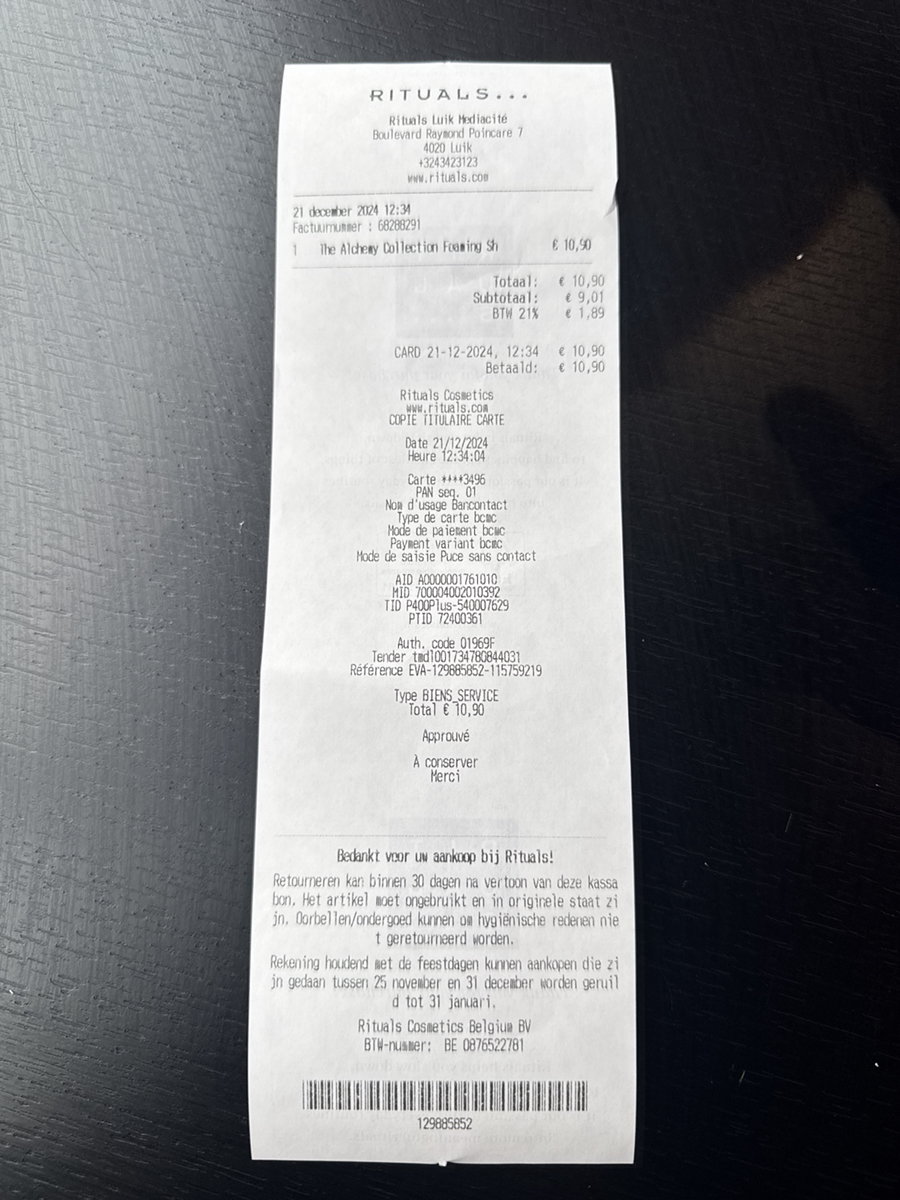 RITUALS...
Rituals Luik Mediacité
Boulevard Raymond Poincare 7
4020 Luik
+3243423123
www.rituals.com
21 december 2024 12:34
Factuurnummer : 68288291
1 The Alchemy Collection Foaming Sh € 10,90
Totaal: € 10,90
Subtotaal: € 9,01
BTW 21% € 1,89
CARD 21-12-2024, 12:34 € 10,90
Betaald: € 10,90
Rituals Cosmetics
www.rituals.com
COPIE TITULAIRE CARTE
Date 21/12/2024
Heure 12:34:04
Carte ****3496
PAN seq. 01
Nom d'usage Bancontact
Type de carte bcmc
Mode de paiement bcmc
Payment variant bcmc
Mode de saisie Puce sans contact
AID A0000001761010
MID 700004002010392
TID P400Plus-540007629
PTID 72400361
Auth. code 01969F
Tender tmdl001734780844031
Référence EVA-129885852-115759219
Type BIENS_SERVICE
Total € 10,90
Approuvé
À conserver
Merci
Bedankt voor uw aankoop bij Rituals!
Retourneren kan binnen 30 dagen na vertoon van deze kassa
bon. Het artikel moet ongebruikt en in originele staat zi
jn. Oorbellen/ondergoed kunnen om hygiënische redenen nie
t geretourneerd worden.
Rekening houdend met de feestdagen kunnen aankopen die zi
jn gedaan tussen 25 november en 31 december worden geruil
d tot 31 januari.
Rituals Cosmetics Belgium BV
BTW-nummer: BE 0876522781
129885852